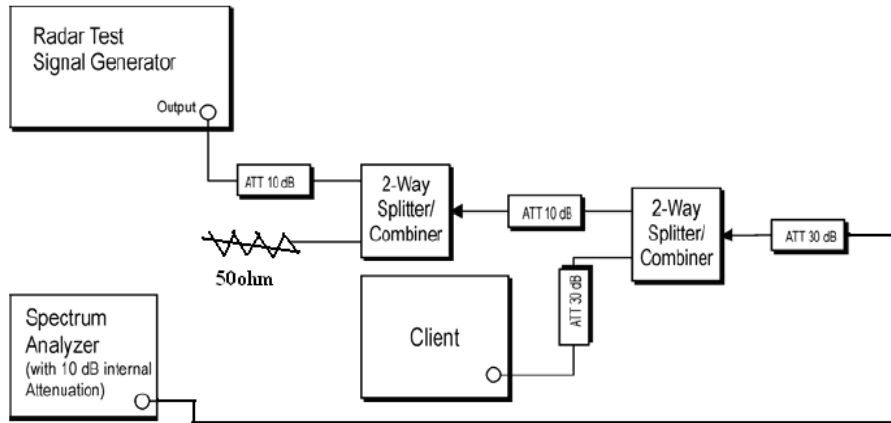 Radar Test
Signal Generator
Output
ATT 10 dB
2-Way
Splitter/
Combiner
ATT 10 dB
2-Way
Splitter/
Combiner
ATT 30 dB
50ohm
ATT 30 dB
Client
Spectrum
Analyzer
(with 10 dB internal
Attenuation)